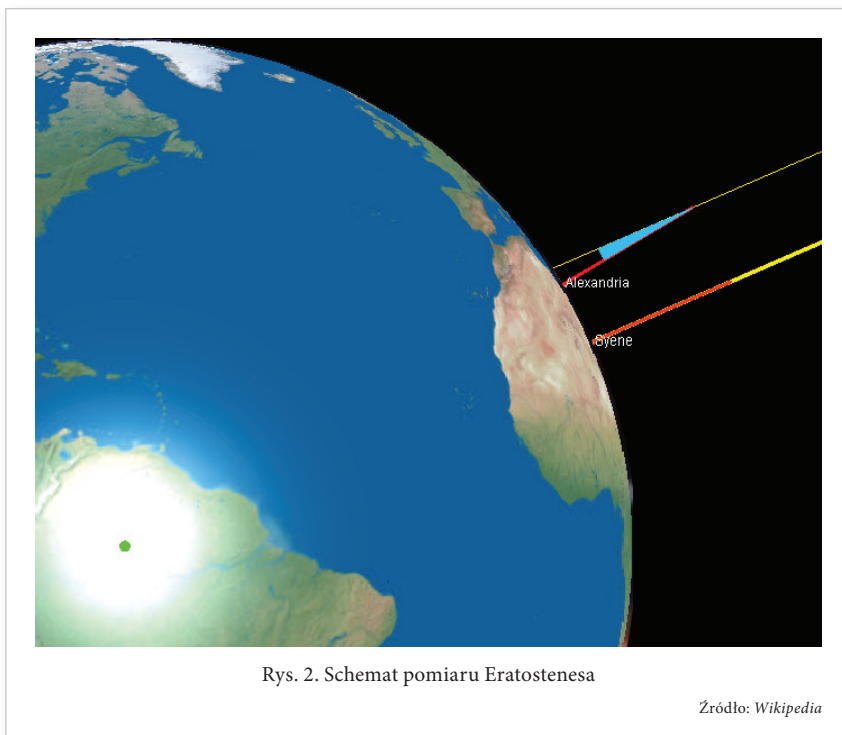 Alexandria
Syene
Rys. 2. Schemat pomiaru Eratostenesa
Źródło: Wikipedia